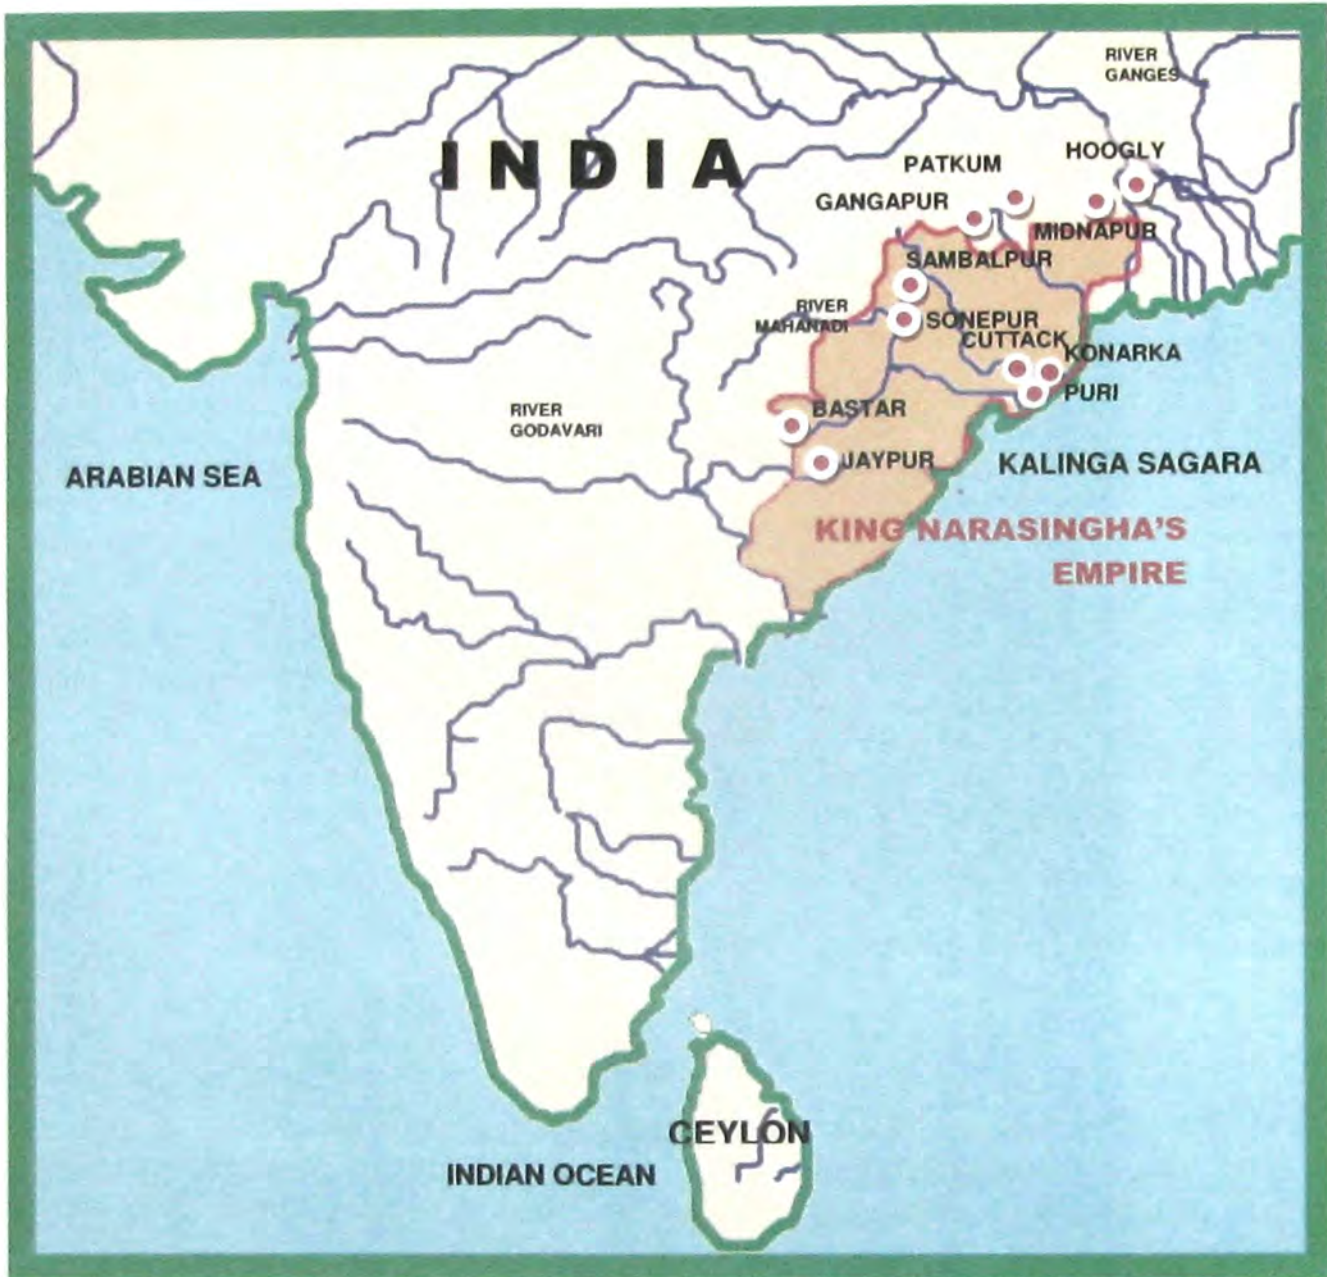 RIVER
GANGES
INDIA
HOOGLY
PATKUM
GANGAPUR
MIDNAPUR
SAMBALPUR
RIVER
MAHANADI
SONEPUR
CUTTACK
KONARKA
PURI
BASTAR
RIVER
GODAVARI
JAYPUR
KALINGA SAGARA
ARABIAN SEA
KING NARASINGHA'S
EMPIRE
CEYLON
INDIAN OCEAN